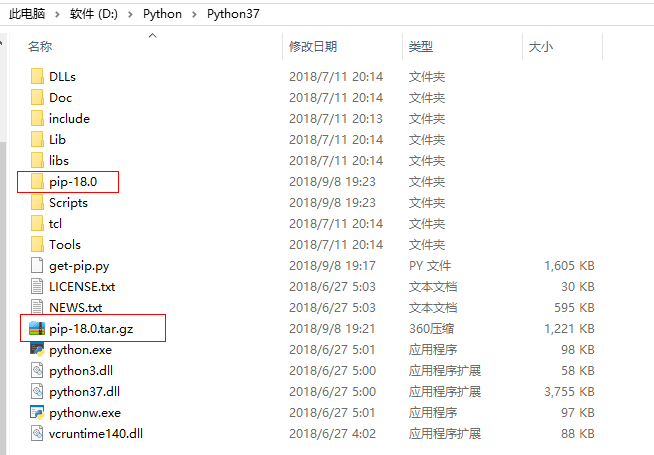 此电脑 > 软件 (D:) > Python > Python37
名称 修改日期 类型 大小
DLLs 2018/7/11 20:14 文件夹
Doc 2018/7/11 20:14 文件夹
include 2018/7/11 20:13 文件夹
Lib 2018/7/11 20:14 文件夹
libs 2018/7/11 20:14 文件夹
pip-18.0 2018/9/8 19:23 文件夹
Scripts 2018/9/8 19:23 文件夹
tcl 2018/7/11 20:14 文件夹
Tools 2018/7/11 20:14 文件夹
get-pip.py 2018/9/8 19:17 PY 文件 1,605 KB
LICENSE.txt 2018/6/27 5:03 文本文档 30 KB
NEWS.txt 2018/6/27 5:03 文本文档 595 KB
pip-18.0.tar.gz 2018/9/8 19:21 360压缩 1,221 KB
python.exe 2018/6/27 5:01 应用程序 98 KB
python3.dll 2018/6/27 5:00 应用程序扩展 58 KB
python37.dll 2018/6/27 5:00 应用程序扩展 3,755 KB
pythonw.exe 2018/6/27 5:01 应用程序 97 KB
vcruntime140.dll 2018/6/27 4:02 应用程序扩展 88 KB